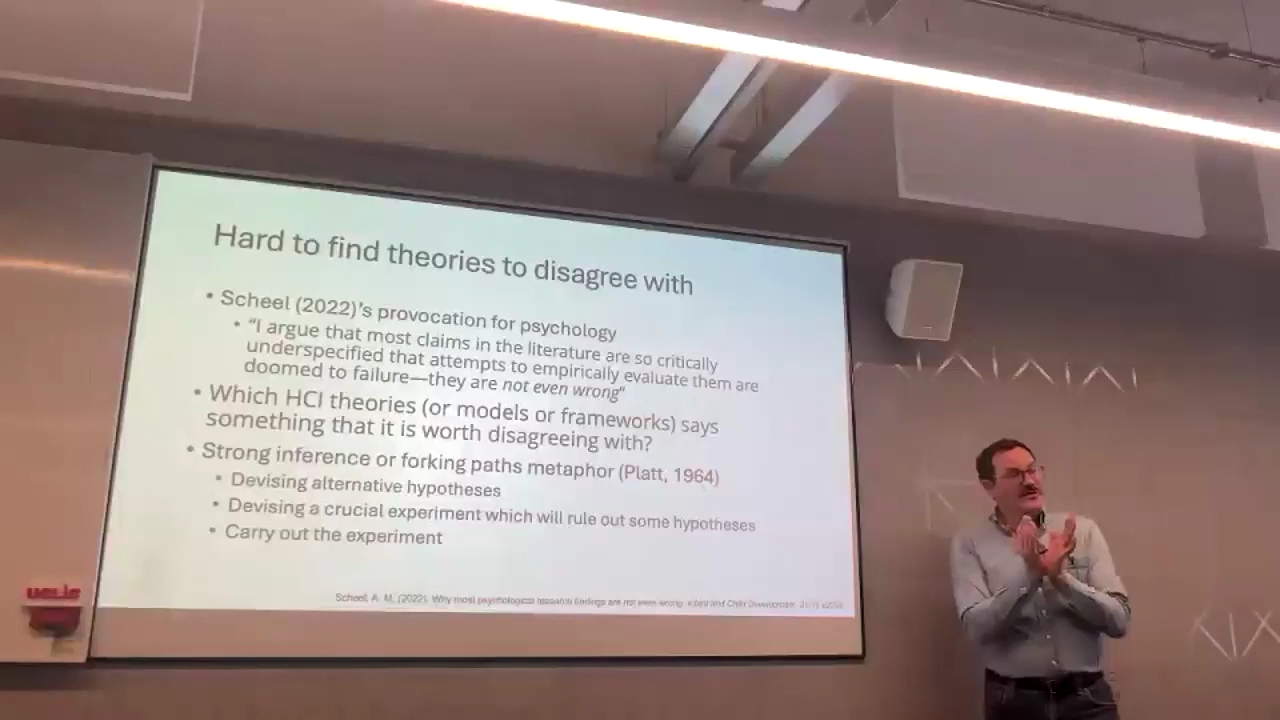 Hard to find theories to disagree with
• Scheel (2022)'s provocation for psychology
• "I argue that most claims in the literature are so critically
underspecified that attempts to empirically evaluate them are
doomed to failure—they are not even wrong"
• Which HCI theories (or models or frameworks) says
something that it is worth disagreeing with?
• Strong inference or forking paths metaphor (Platt, 1964)
• Devising alternative hypotheses
• Devising a crucial experiment which will rule out some hypotheses
• Carry out the experiment
Scheel, A. M. (2022). Why most psychological research findings are not even wrong. Infant and Child Development,